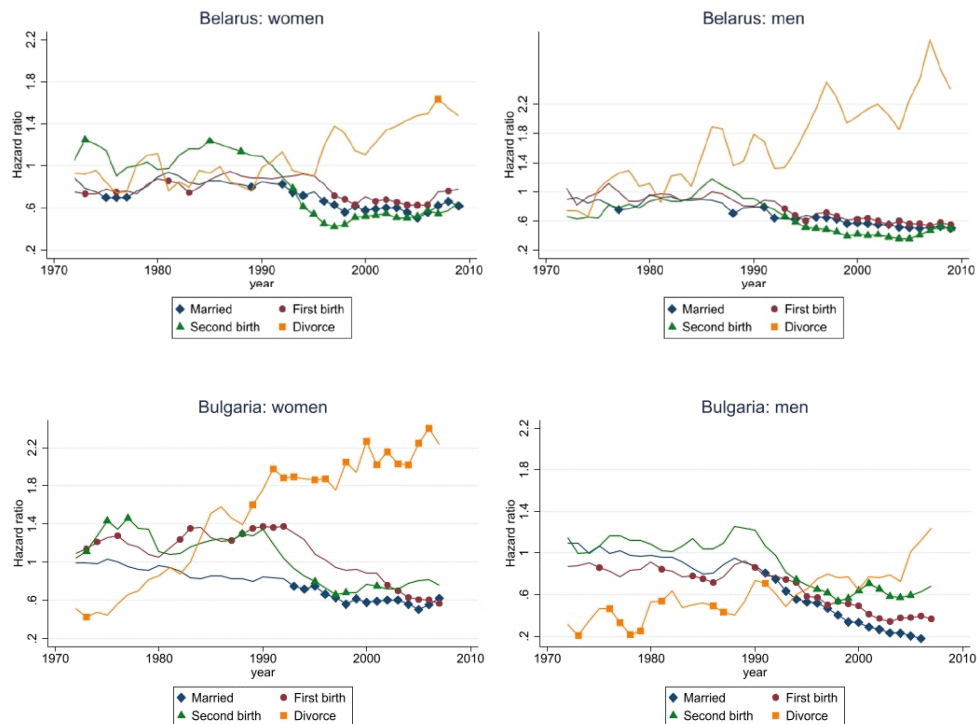 Belarus: women
Hazard ratio
2.2
1.8
1.4
1
.6
.2
1970 1980 1990 2000 2010
year
Married First birth
Second birth Divorce
Belarus: men
Hazard ratio
2.2
1.8
1.4
1
.6
.2
1970 1980 1990 2000 2010
year
Married First birth
Second birth Divorce
Bulgaria: women
Hazard ratio
2.2
1.8
1.4
1
.6
.2
1970 1980 1990 2000 2010
year
Married First birth
Second birth Divorce
Bulgaria: men
Hazard ratio
2.2
1.8
1.4
1
.6
.2
1970 1980 1990 2000 2010
year
Married First birth
Second birth Divorce